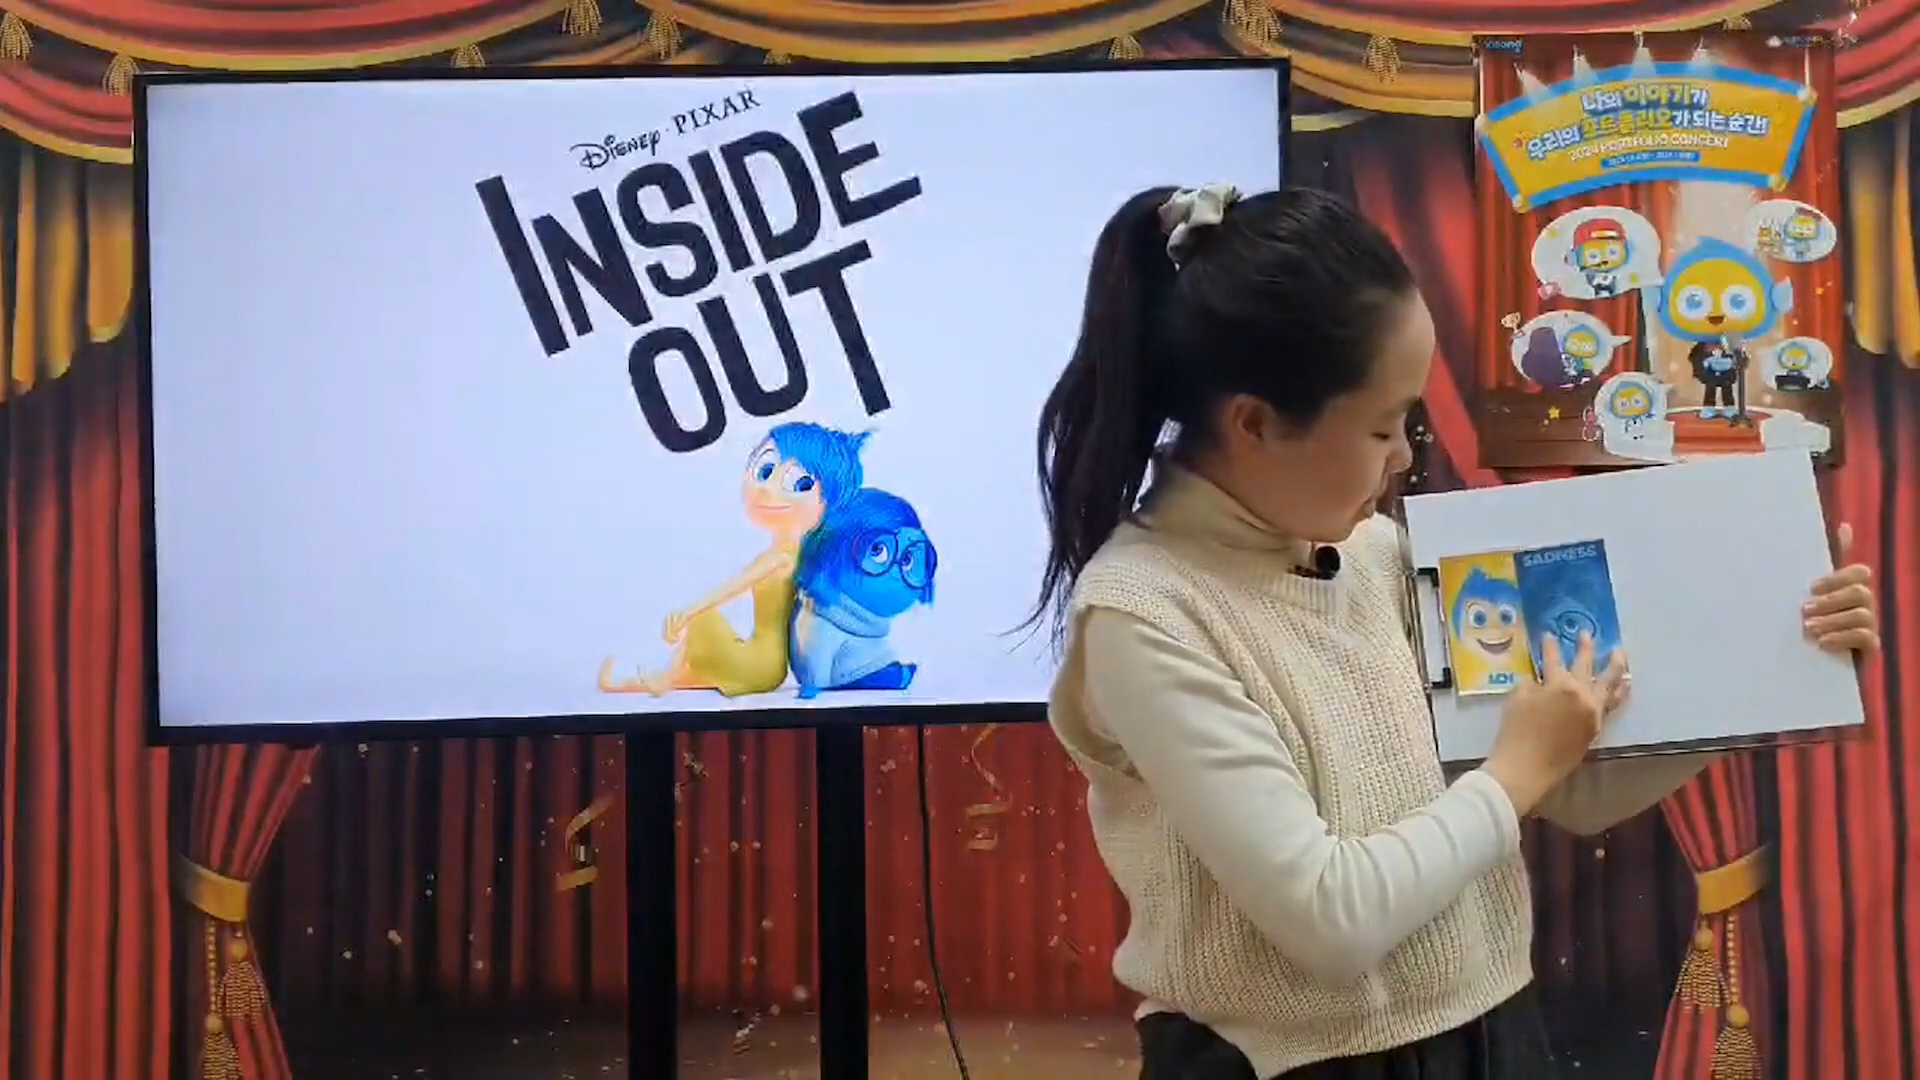 DISNEY · PIXAR
INSIDE
OUT
나의 이야기가
우리의 포트폴리오가 되는 순간!
2024 PORTFOLIO CONCERT
SADNESS
JOY